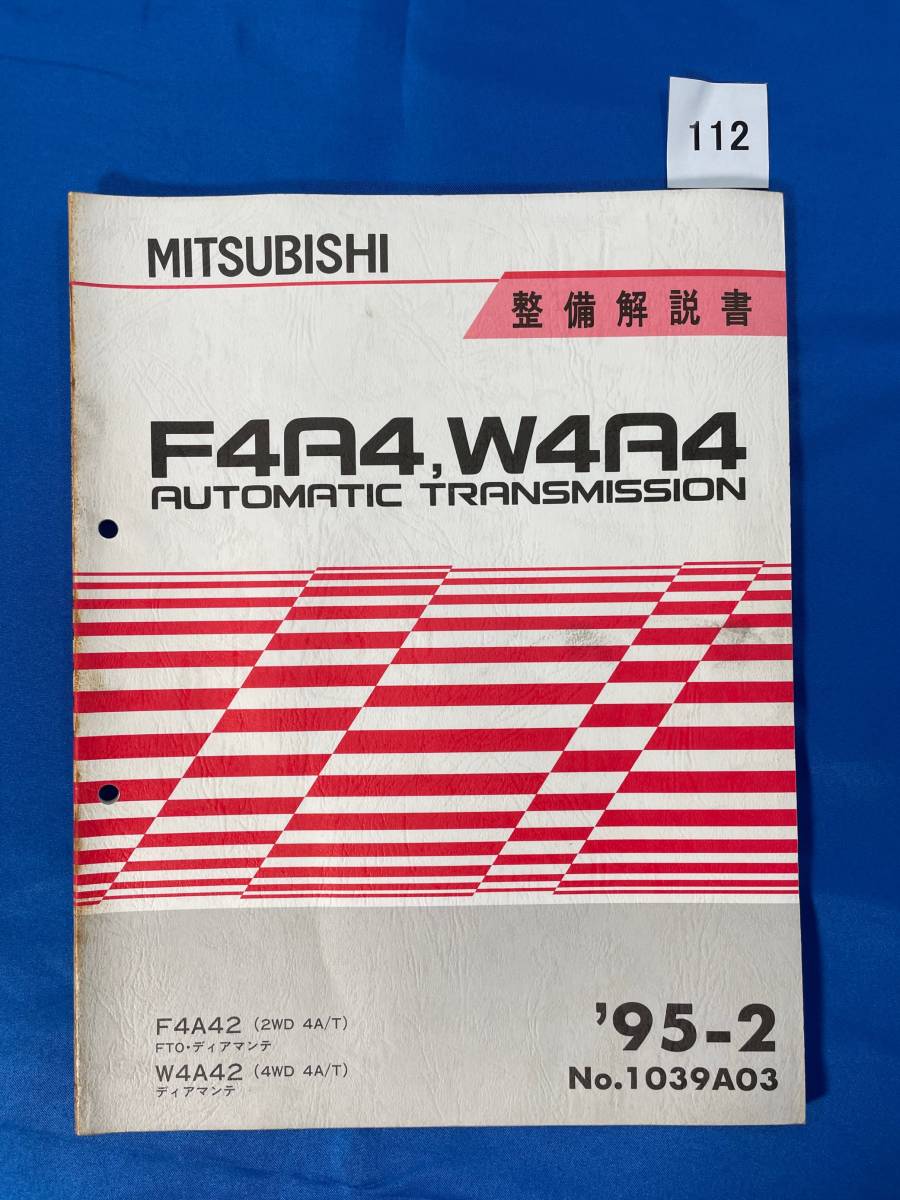 112
MITSUBISHI
整備解説書
F4A4,W4A4
AUTOMATIC TRANSMISSION
F4A42 (2WD 4A/T)
FTO・ディアマンテ
W4A42 (4WD 4A/T)
ディアマンテ
'95-2
No.1039A03